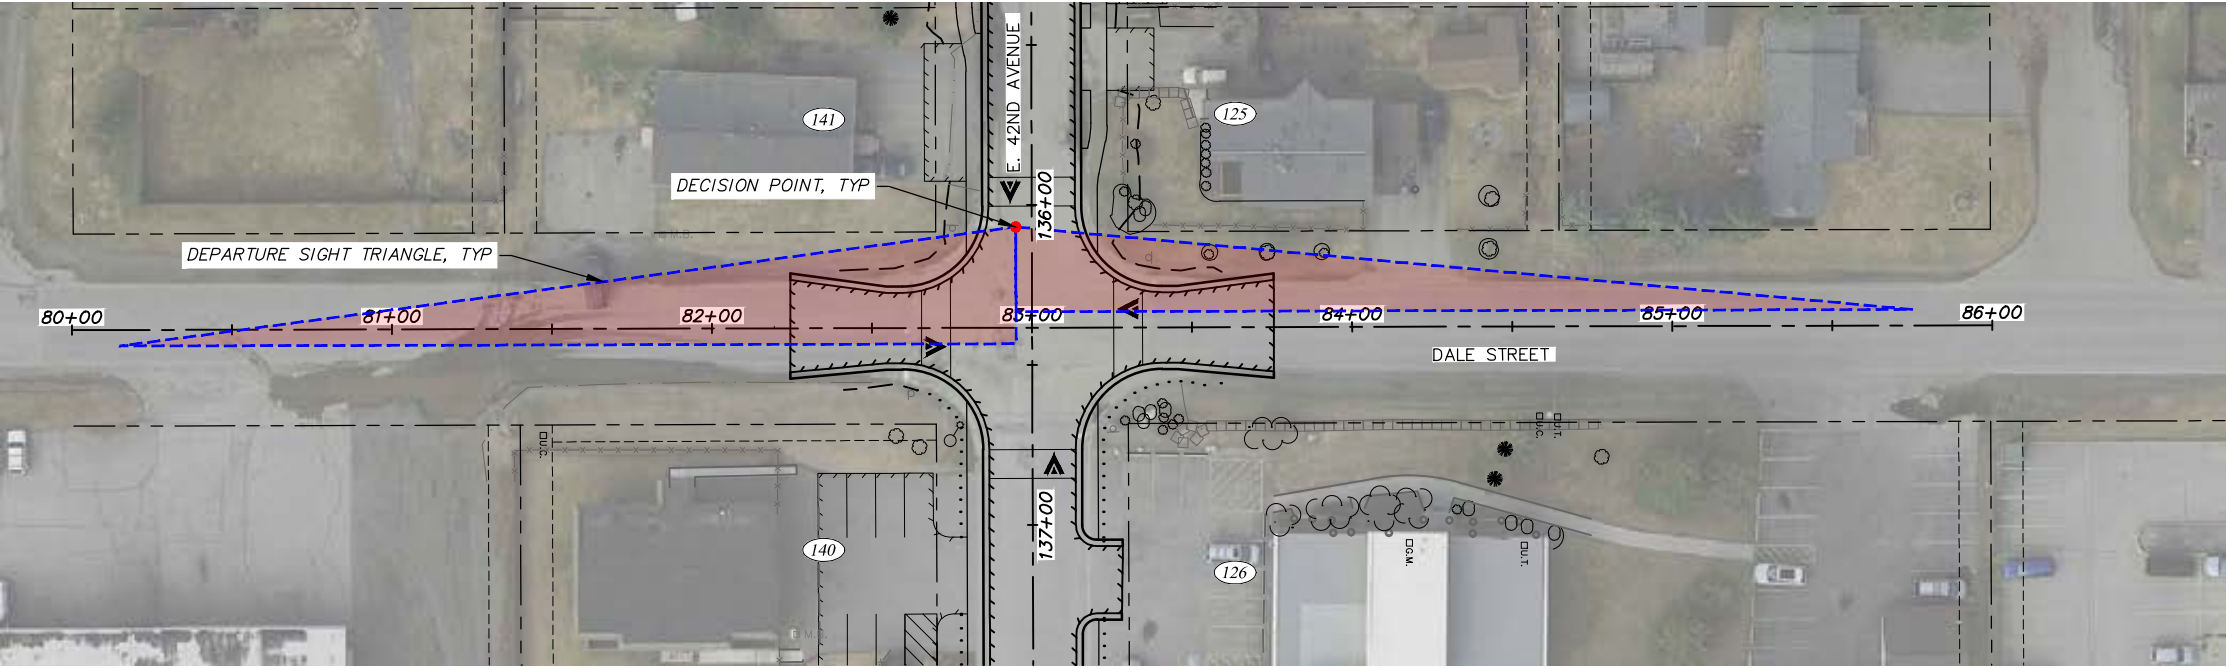 E. 42ND AVENUE
141
125
DECISION POINT, TYP
136+00
DEPARTURE SIGHT TRIANGLE, TYP
80+00
81+00
82+00
83+00
84+00
85+00
86+00
DALE STREET
U.C.
U.C.
U.T.
137+00
140
126
G.M.
U.T.
M.B.
M.B.